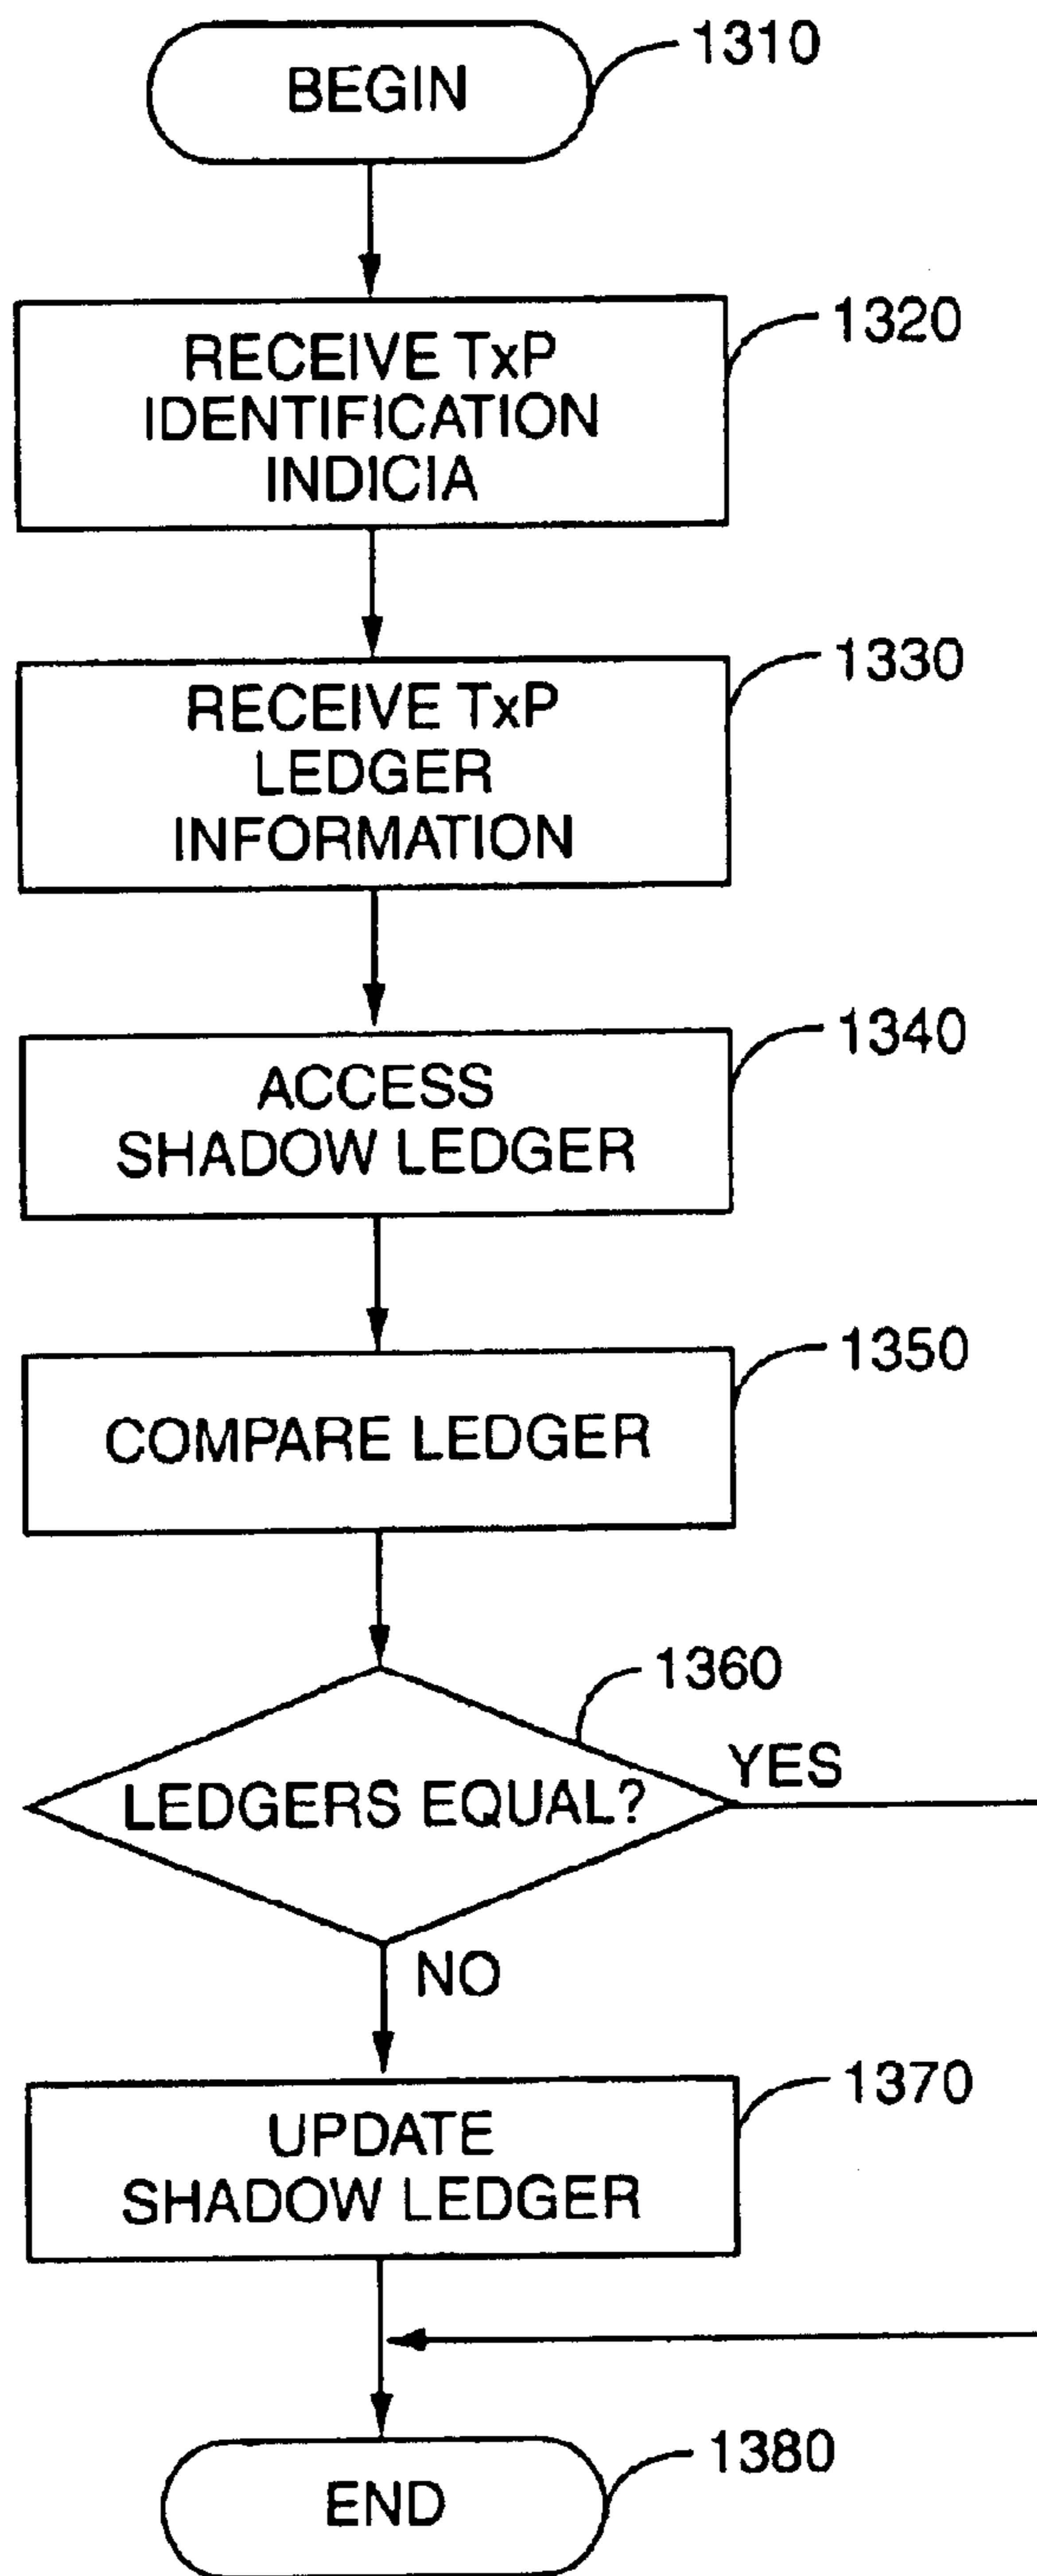 BEGIN
1310
RECEIVE TxP
IDENTIFICATION
INDICIA
1320
RECEIVE TxP
LEDGER
INFORMATION
1330
ACCESS
SHADOW LEDGER
1340
COMPARE LEDGER
1350
LEDGERS EQUAL?
1360
YES
NO
UPDATE
SHADOW LEDGER
1370
END
1380